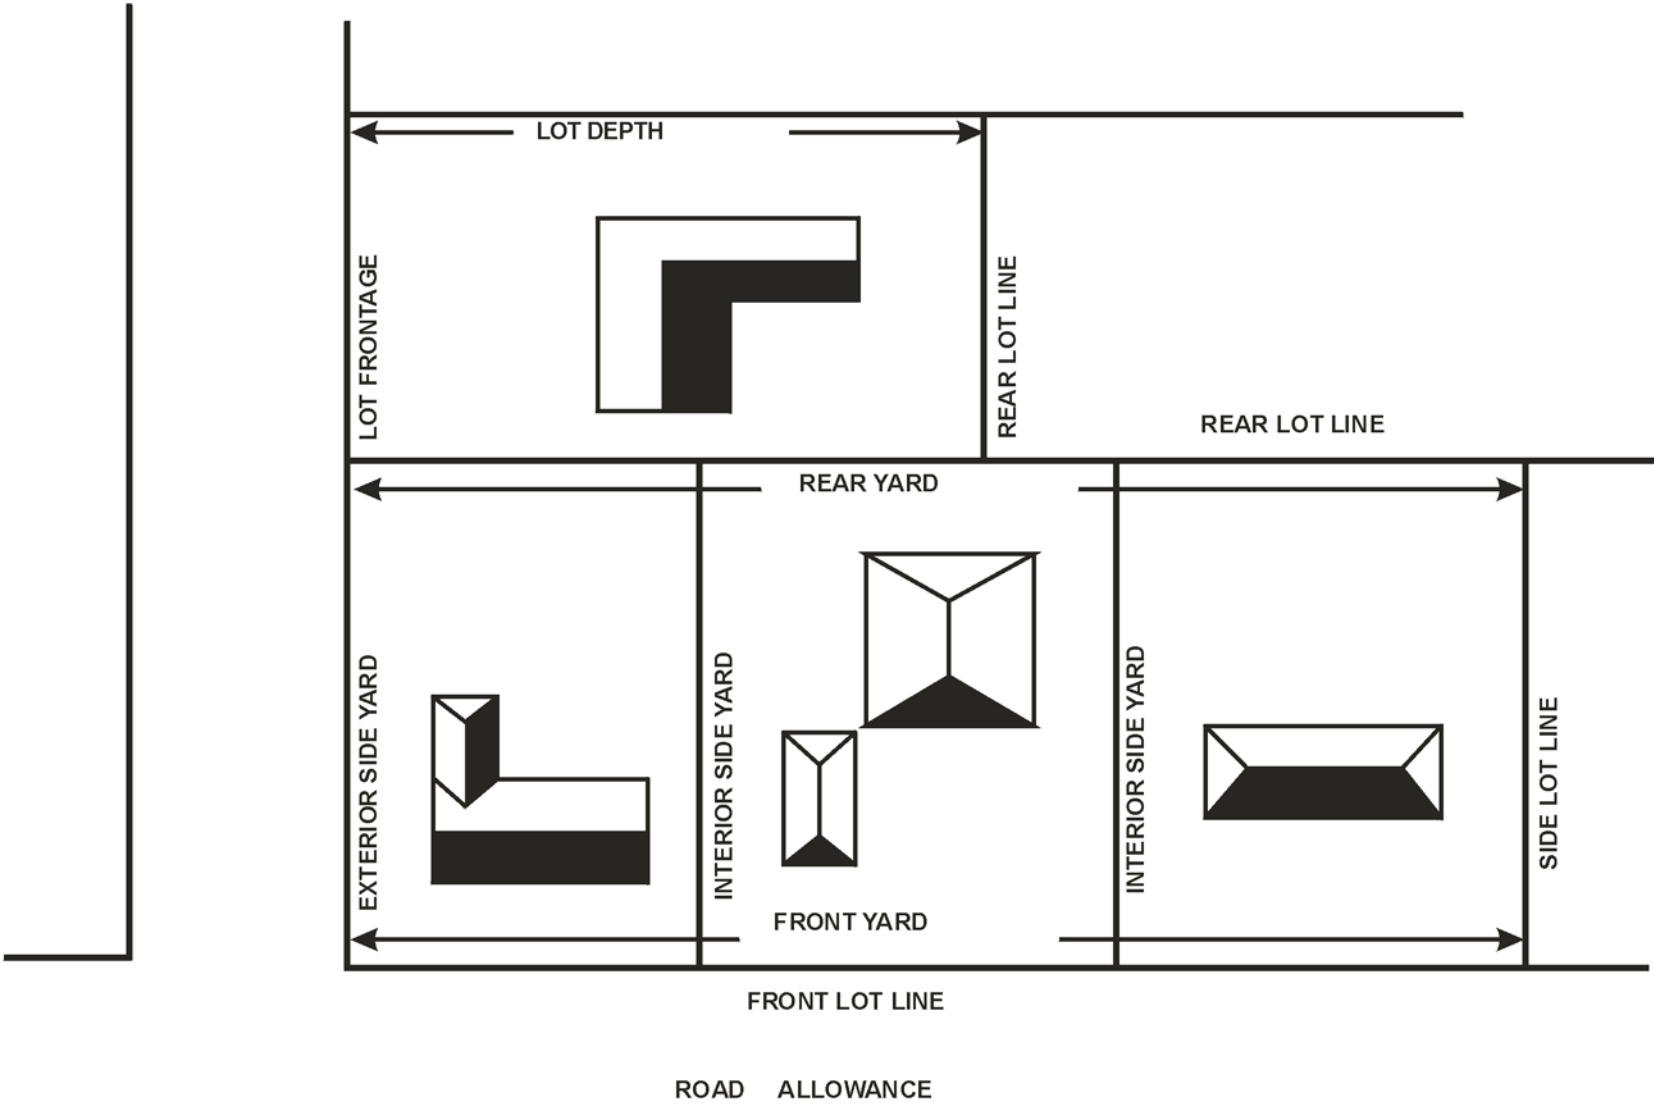 LOT DEPTH
LOT FRONTAGE
REAR LOT LINE
REAR LOT LINE
REAR YARD
EXTERIOR SIDE YARD
INTERIOR SIDE YARD
INTERIOR SIDE YARD
SIDE LOT LINE
FRONT YARD
FRONT LOT LINE
ROAD ALLOWANCE